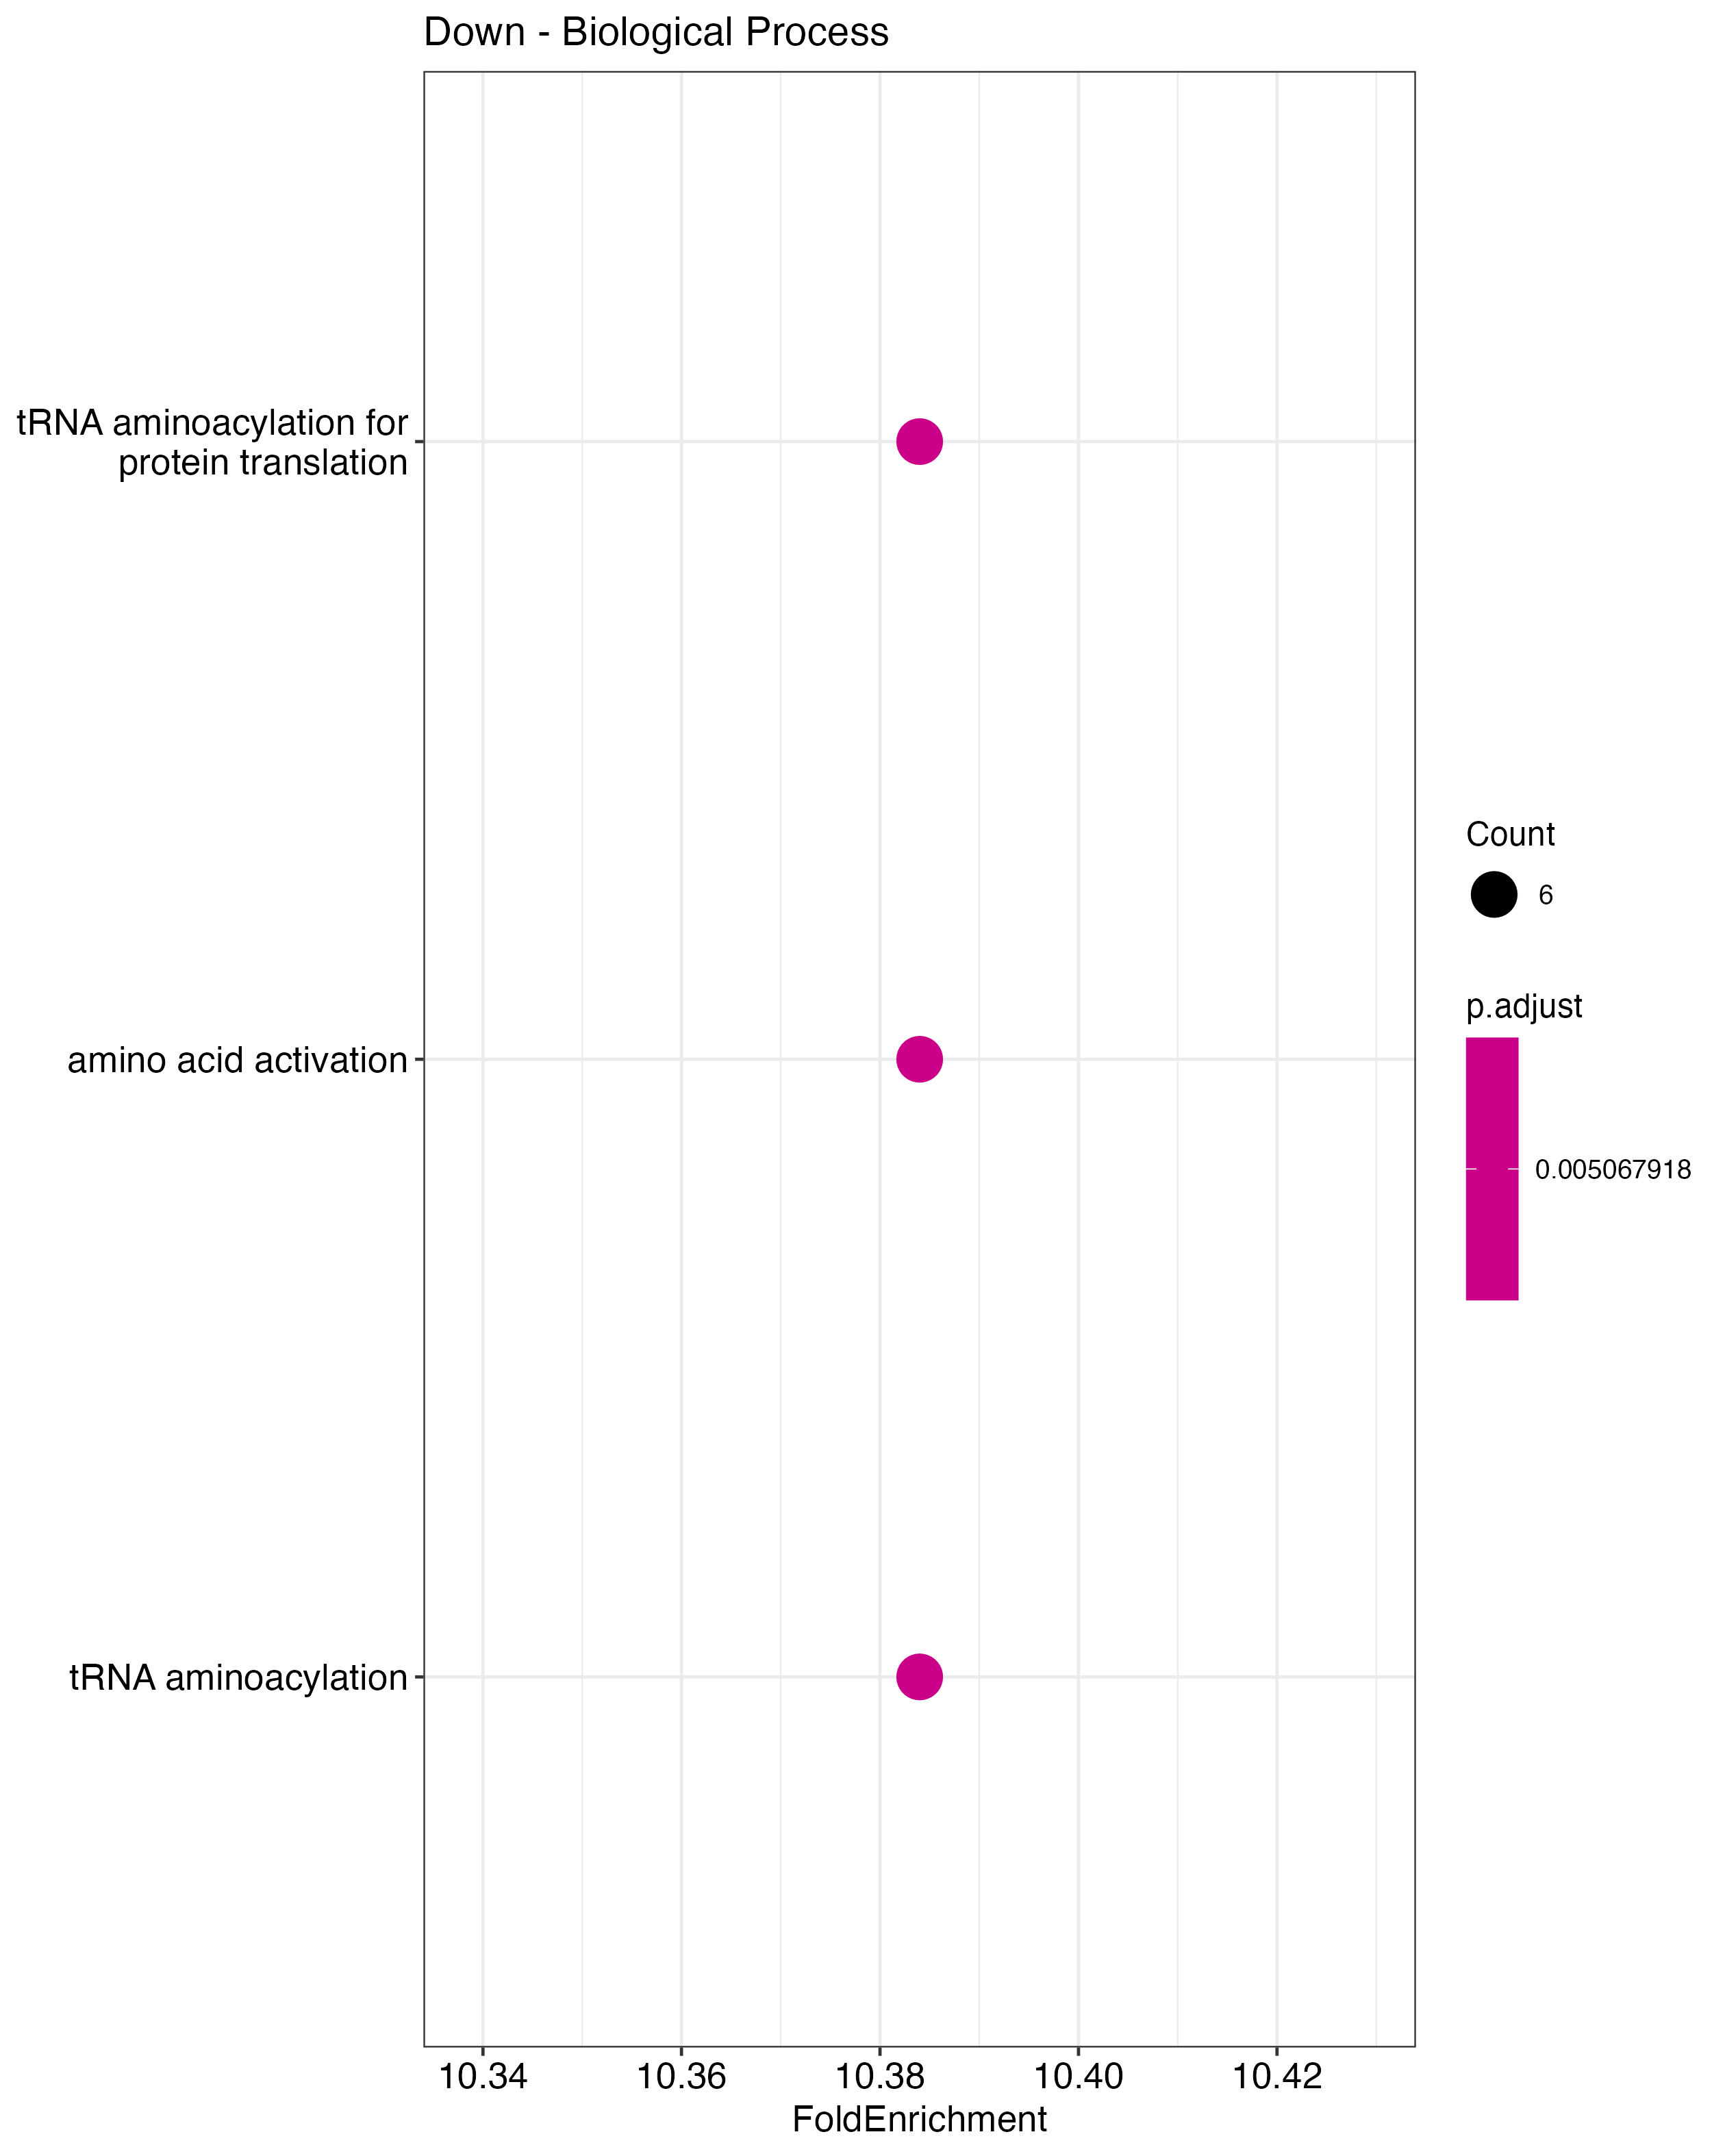 Down - Biological Process
tRNA aminoacylation for
protein translation
amino acid activation
tRNA aminoacylation
10.34 10.36 10.38 10.40 10.42
FoldEnrichment
Count
6
p.adjust
0.005067918